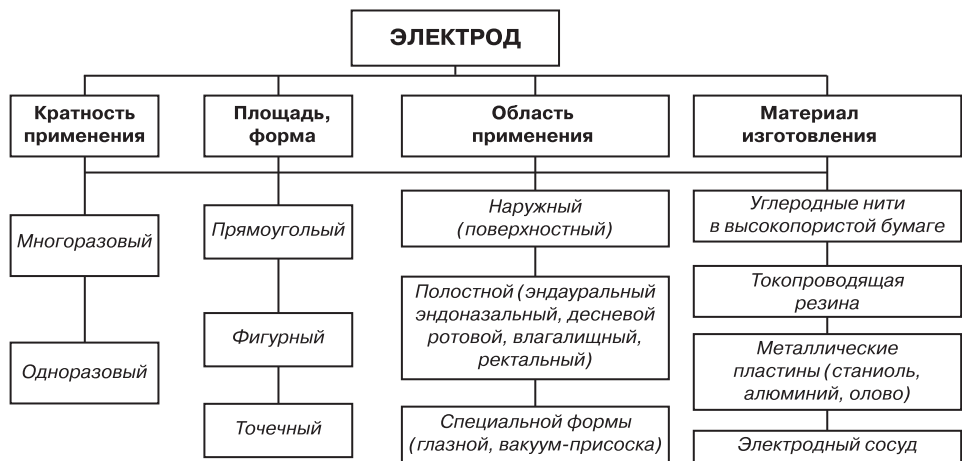 ЭЛЕКТРОД
Кратность
применения
Площадь,
форма
Область
применения
Материал
изготовления
Многоразовый
Одноразовый
Прямоугольый
Фигурный
Точечный
Наружный
(поверхностный)
Полостной (эндауральный
эндоназальный, десневой
ротовой, влагалищный,
ректальный)
Специальной формы
(глазной, вакуум-присоска)
Углеродные нити
в высокопористой бумаге
Токопроводящая
резина
Металлические
пластины (станиоль,
алюминий, олово)
Электродный сосуд